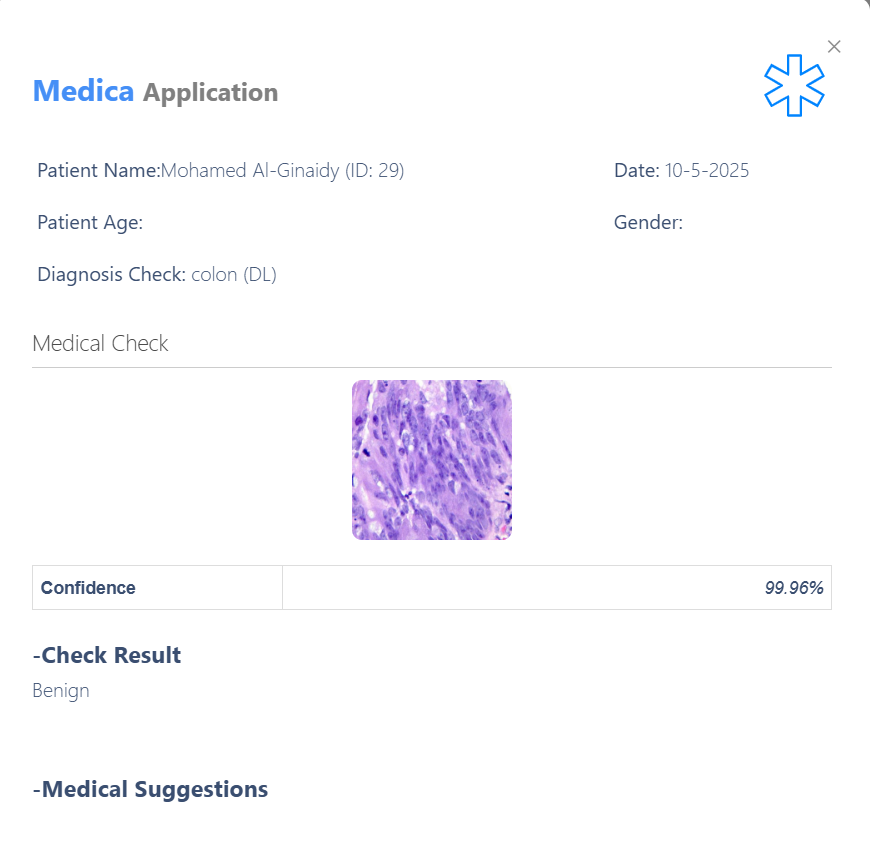 Medica Application
Patient Name:Mohamed Al-Ginaidy (ID: 29)
Date: 10-5-2025
Patient Age:
Gender:
Diagnosis Check: colon (DL)
Medical Check
Confidence 99.96%
-Check Result
Benign
-Medical Suggestions